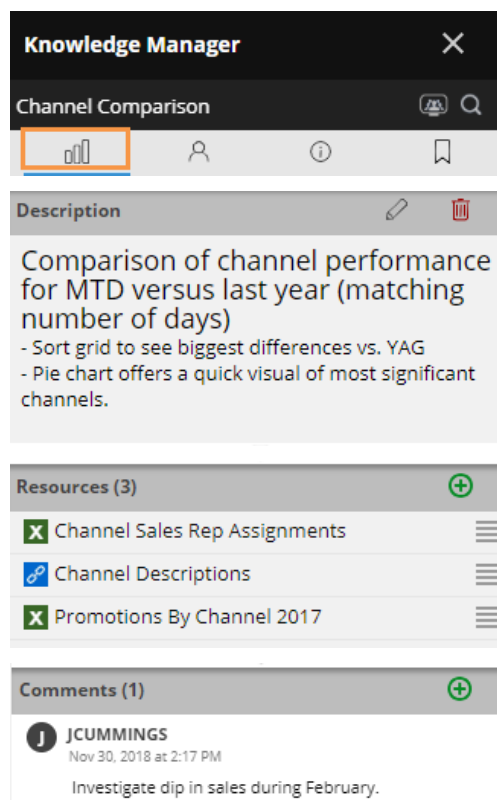 Knowledge Manager
Channel Comparison
Description
Comparison of channel performance
for MTD versus last year (matching
number of days)
- Sort grid to see biggest differences vs. YAG
- Pie chart offers a quick visual of most significant
channels.
Resources (3)
X Channel Sales Rep Assignments
Channel Descriptions
X Promotions By Channel 2017
Comments (1)
J JCUMMINGS
Nov 30, 2018 at 2:17 PM
Investigate dip in sales during February.